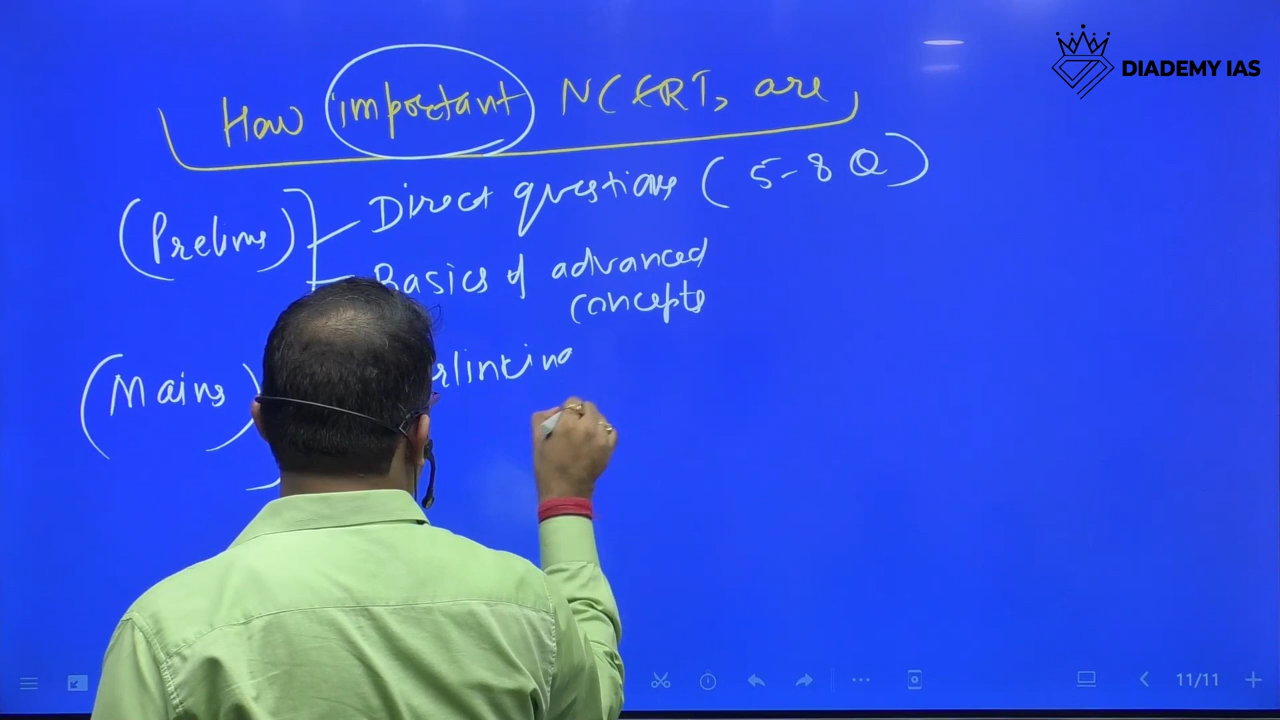 DIADEMY IAS
How important NCERTs are
(Prelims)
Direct questions (5-8 Q)
Basics of advanced
concepts
(Mains)
11/11